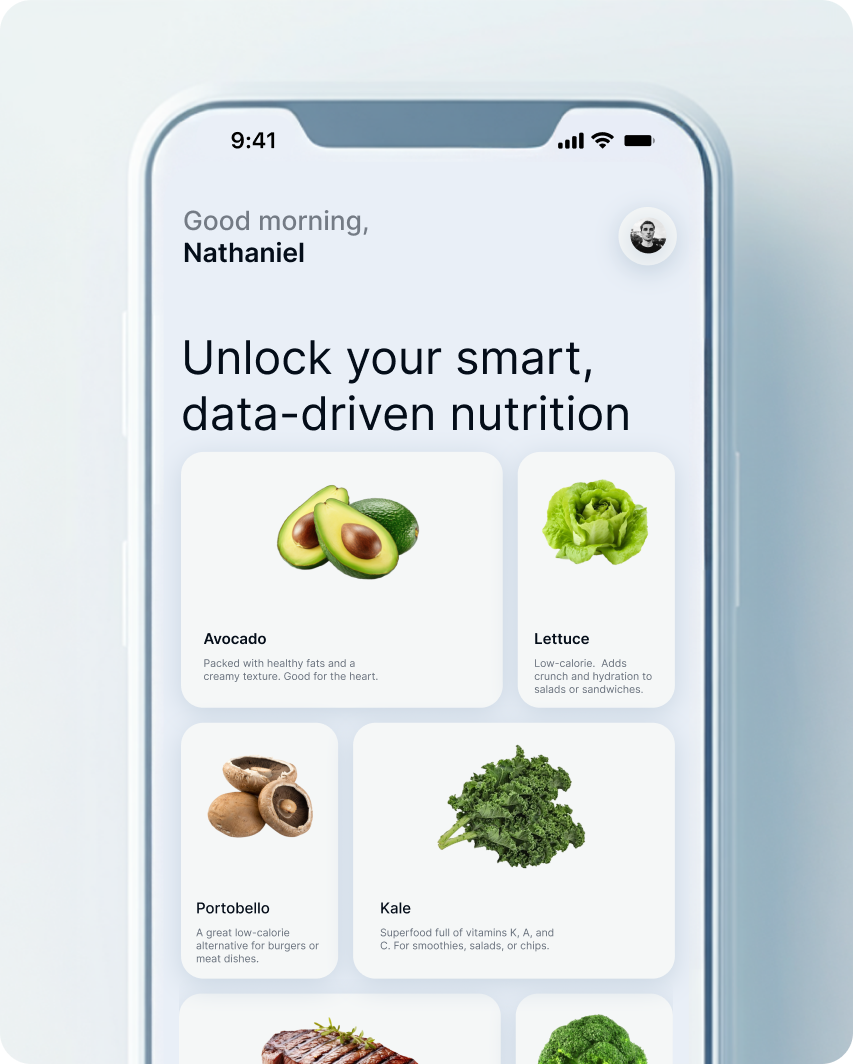 9:41
Good morning,
Nathaniel
Unlock your smart,
data-driven nutrition
Avocado
Packed with healthy fats and a
creamy texture. Good for the heart.
Lettuce
Low-calorie.  Adds
crunch and hydration to
salads or sandwiches.
Portobello
A great low-calorie
alternative for burgers or
meat dishes.
Kale
Superfood full of vitamins K, A, and
C. For smoothies, salads, or chips.